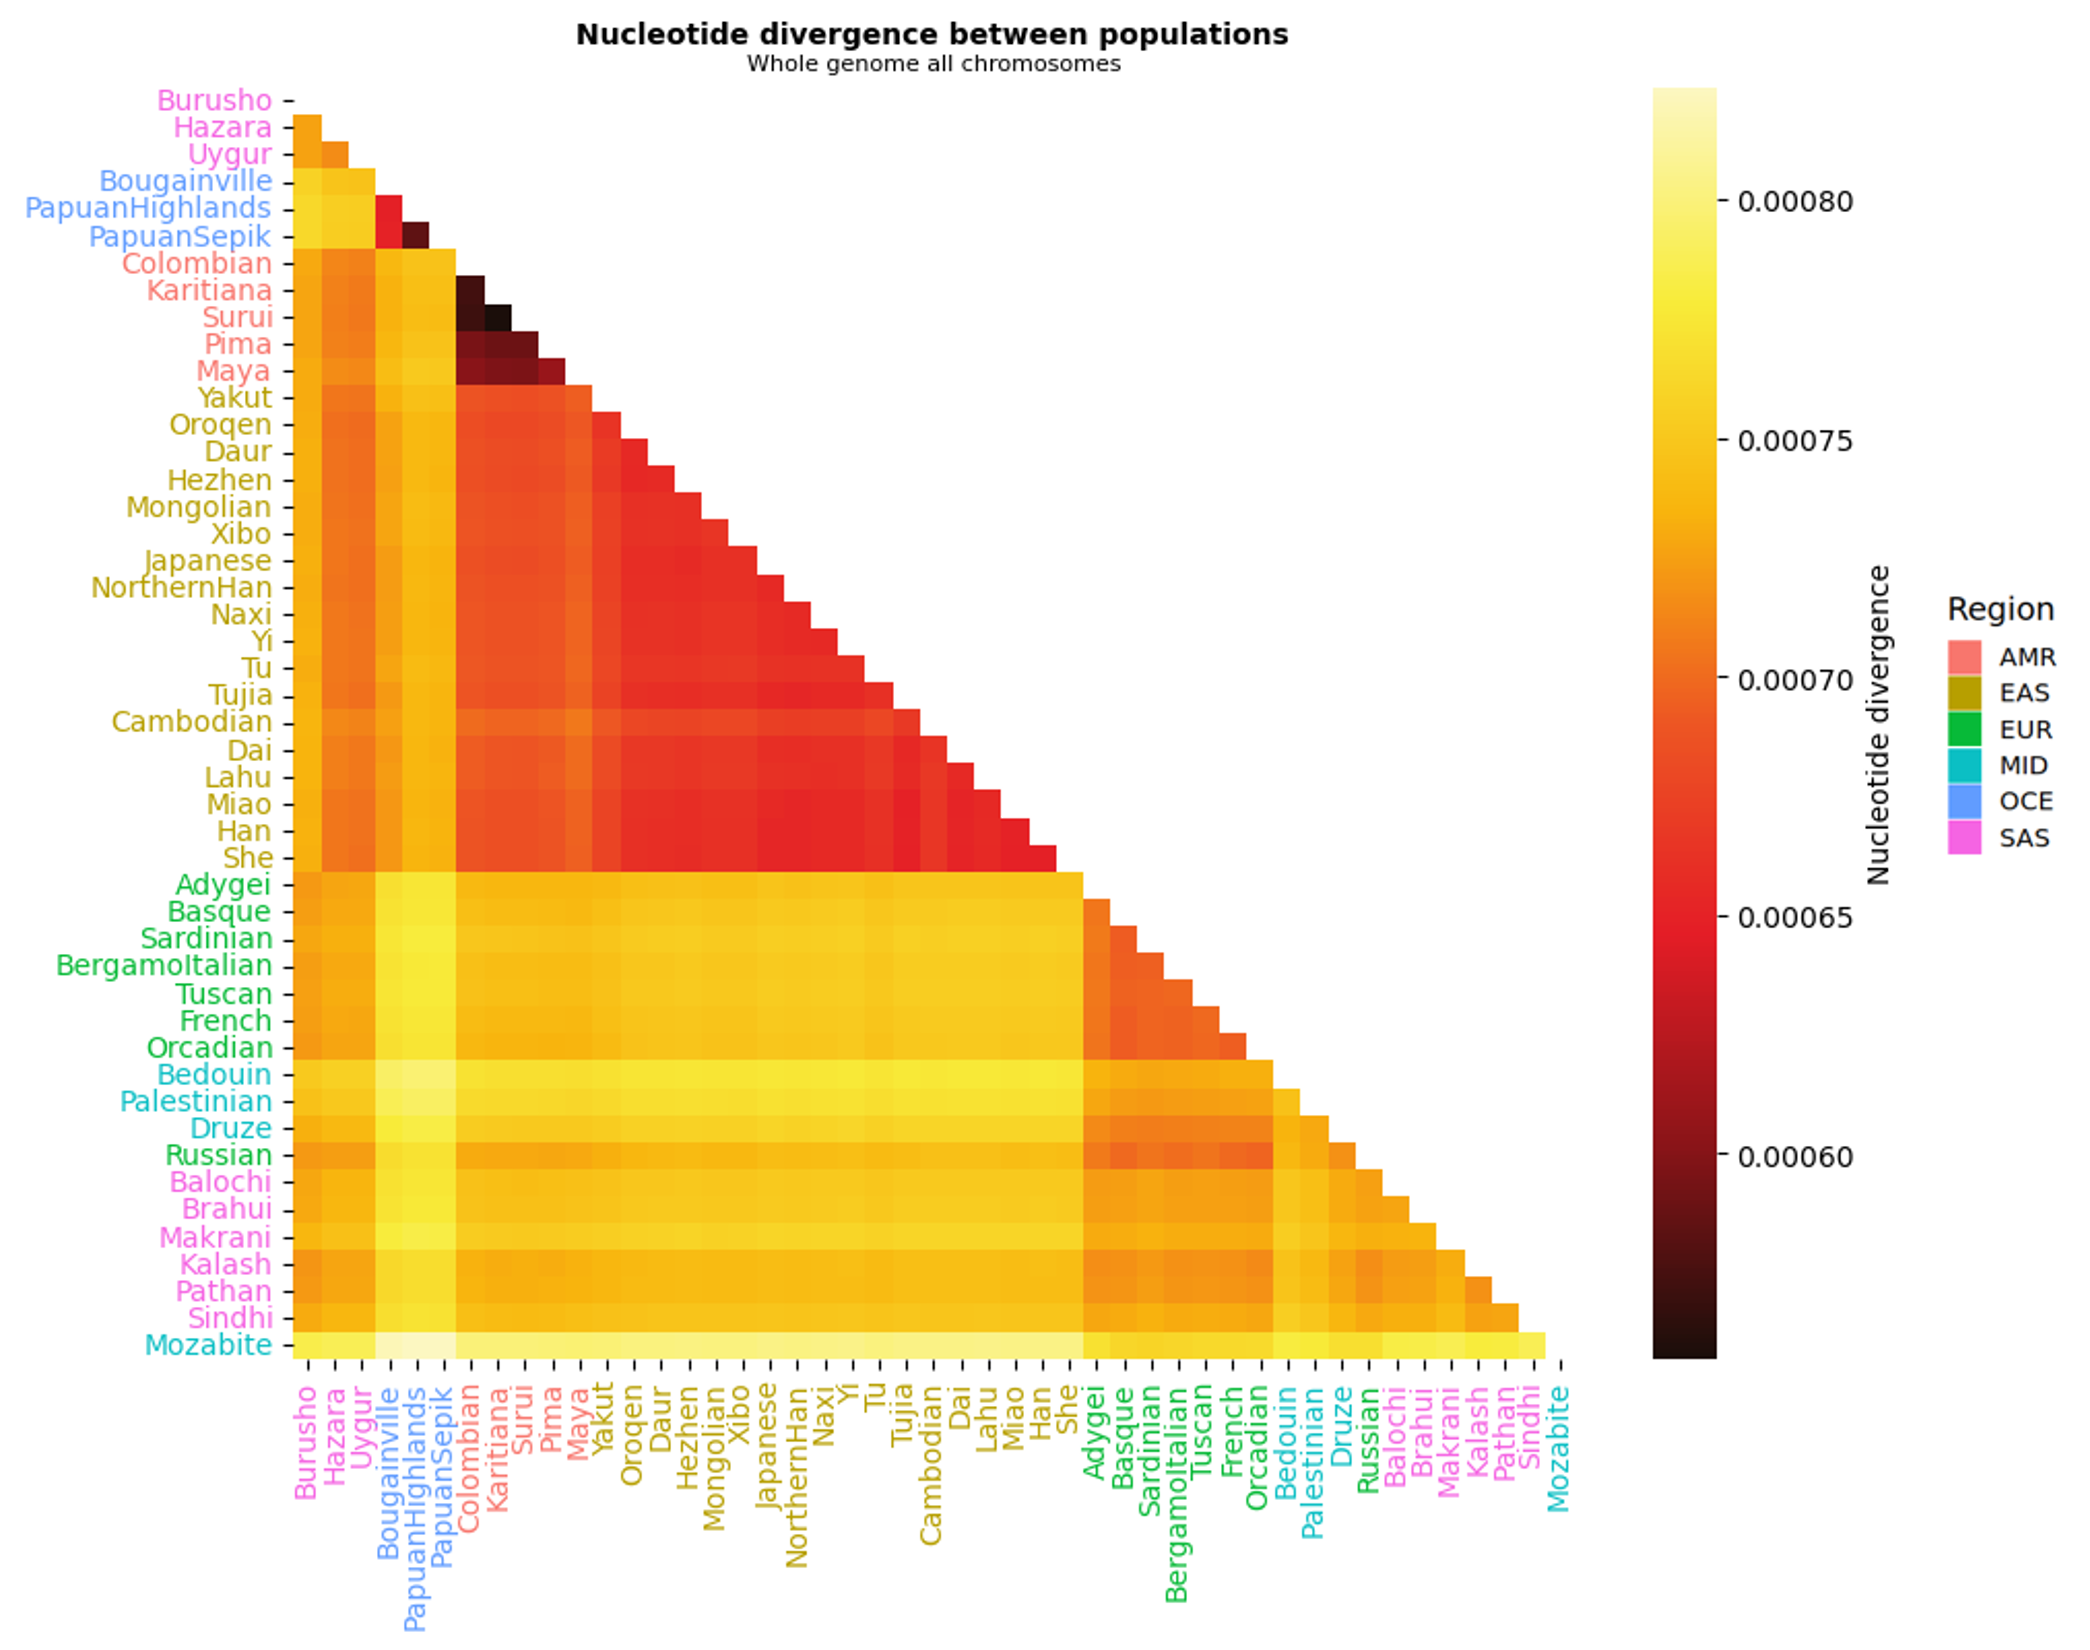 Nucleotide divergence between populations
Whole genome all chromosomes
Burusho
Hazara
Uygur
Bougainville
PapuanHighlands
PapuanSepik
Colombian
Karitiana
Surui
Pima
Maya
Yakut
Oroqen
Daur
Hezhen
Mongolian
Xibo
Japanese
NorthernHan
Naxi
Yi
Tu
Tujia
Cambodian
Dai
Lahu
Miao
Han
She
Adygei
Basque
Sardinian
BergamoItalian
Tuscan
French
Orcadian
Bedouin
Palestinian
Druze
Russian
Balochi
Brahui
Makrani
Kalash
Pathan
Sindhi
Mozabite
Burusho
Hazara
Uygur
Bougainville
PapuanHighlands
PapuanSepik
Colombian
Karitiana
Surui
Pima
Maya
Yakut
Oroqen
Daur
Hezhen
Mongolian
Xibo
Japanese
NorthernHan
Naxi
Yi
Tu
Tujia
Cambodian
Dai
Lahu
Miao
Han
She
Adygei
Basque
Sardinian
BergamoItalian
Tuscan
French
Orcadian
Bedouin
Palestinian
Druze
Russian
Balochi
Brahui
Makrani
Kalash
Pathan
Sindhi
Mozabite
0.00080
0.00075
0.00070
0.00065
0.00060
Nucleotide divergence
Region
AMR
EAS
EUR
MID
OCE
SAS